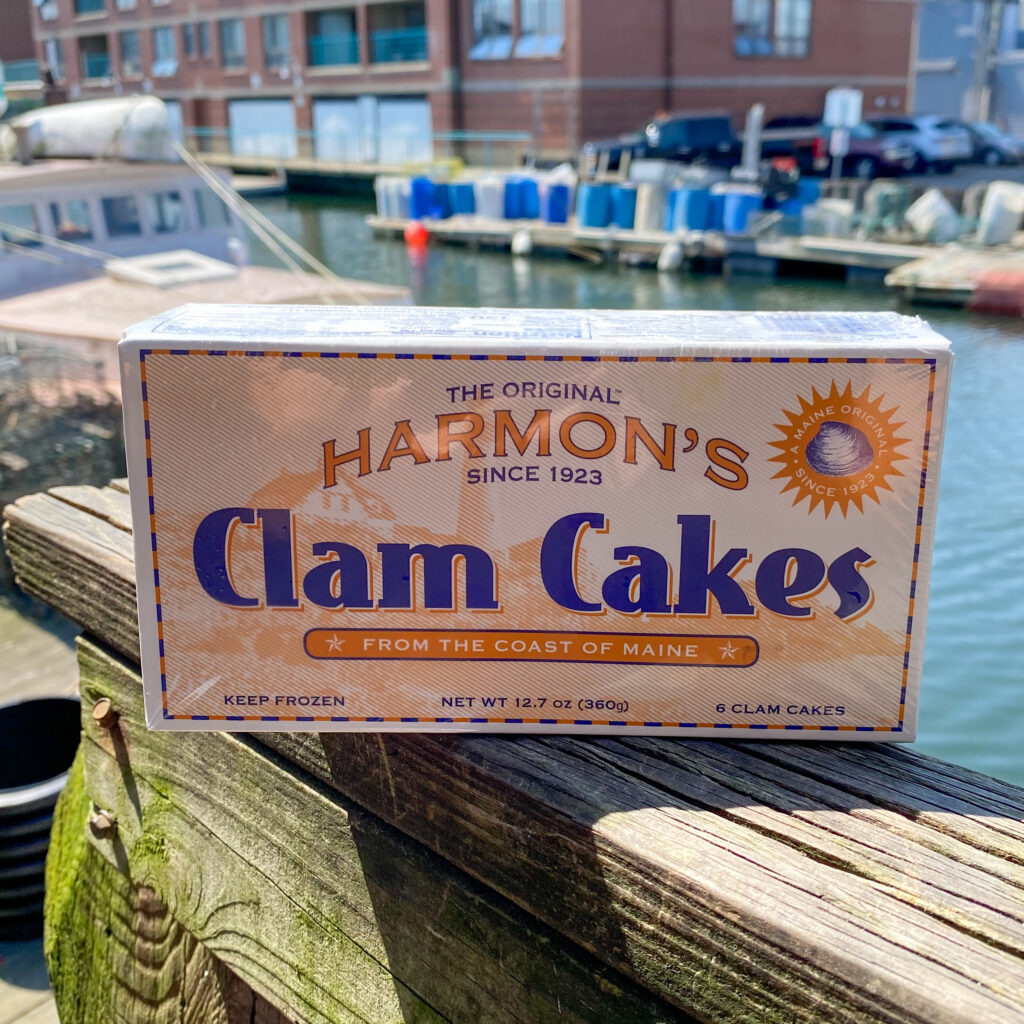 THE ORIGINAL™
HARMON'S
SINCE 1923
A MAINE ORIGINAL
• SINCE 1923 •
Clam Cakes
FROM THE COAST OF MAINE
KEEP FROZEN
NET WT 12.7 OZ (360g)
6 CLAM CAKES